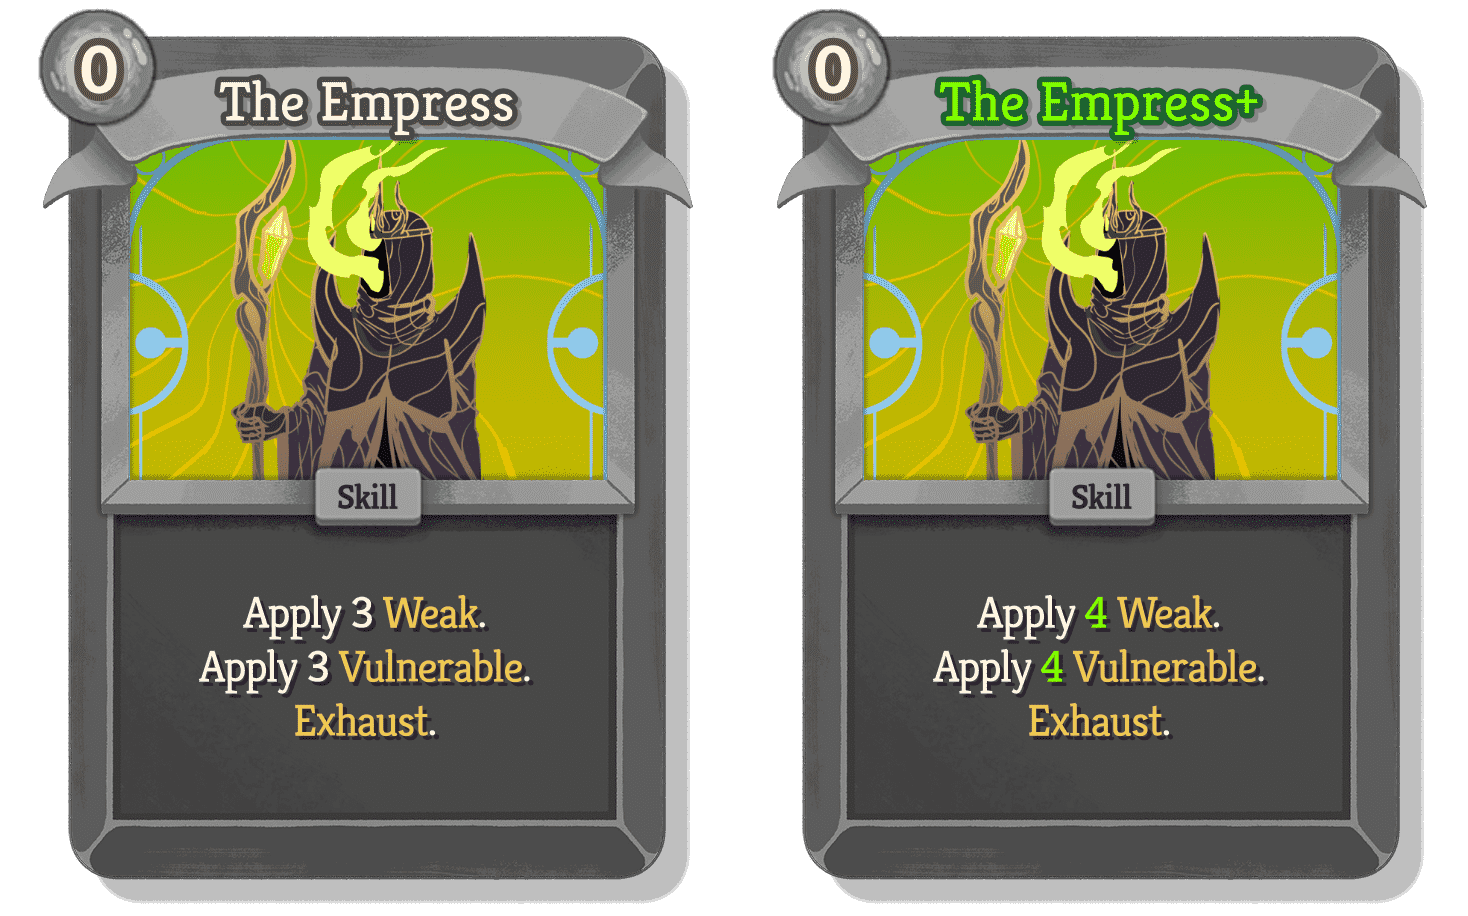 0
The Empress
Skill
Apply 3 Weak.
Apply 3 Vulnerable.
Exhaust.
0
The Empress+
Skill
Apply 4 Weak.
Apply 4 Vulnerable.
Exhaust.